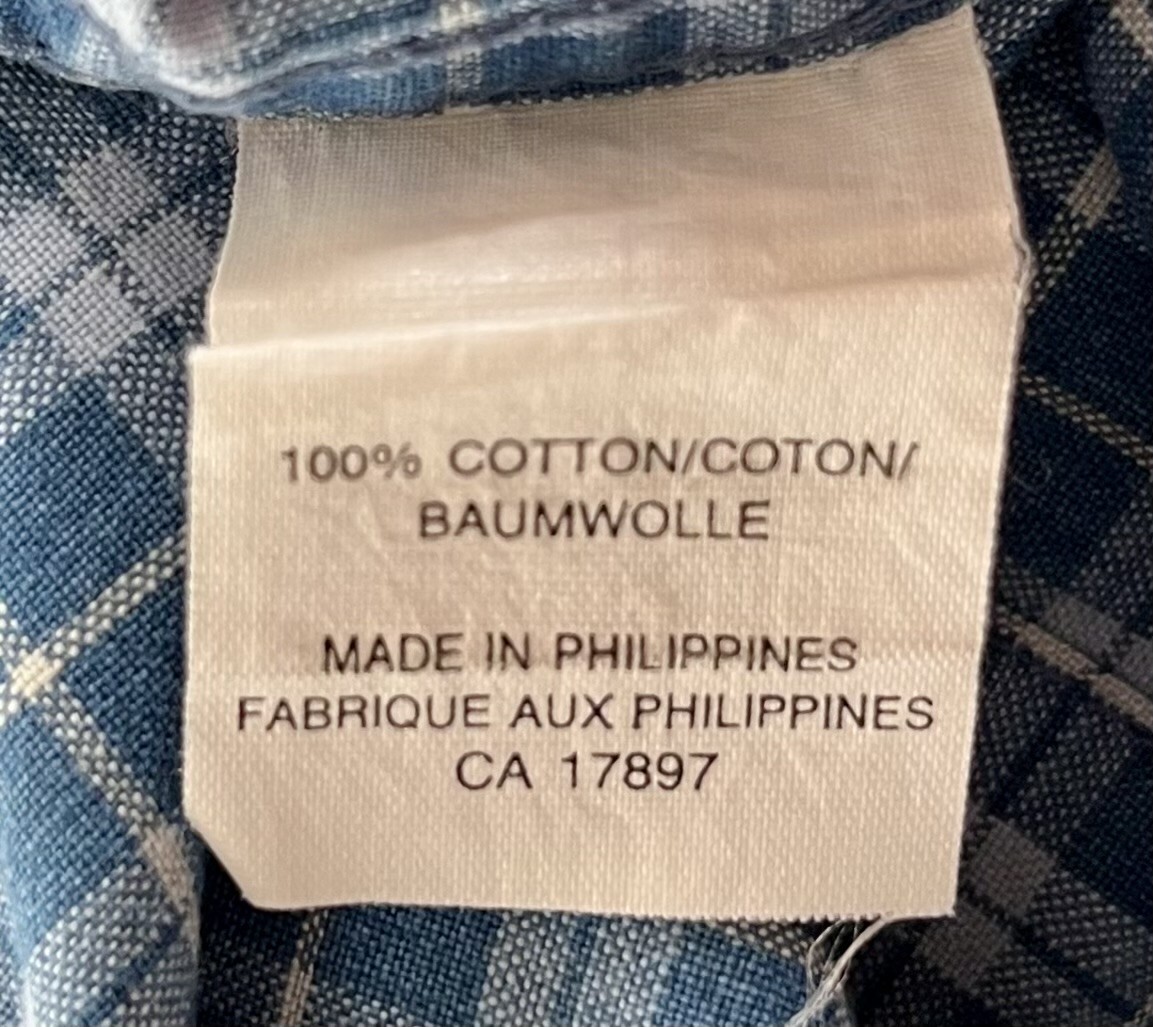 100% COTTON/COTON/
BAUMWOLLE
MADE IN PHILIPPINES
FABRIQUE AUX PHILIPPINES
CA 17897